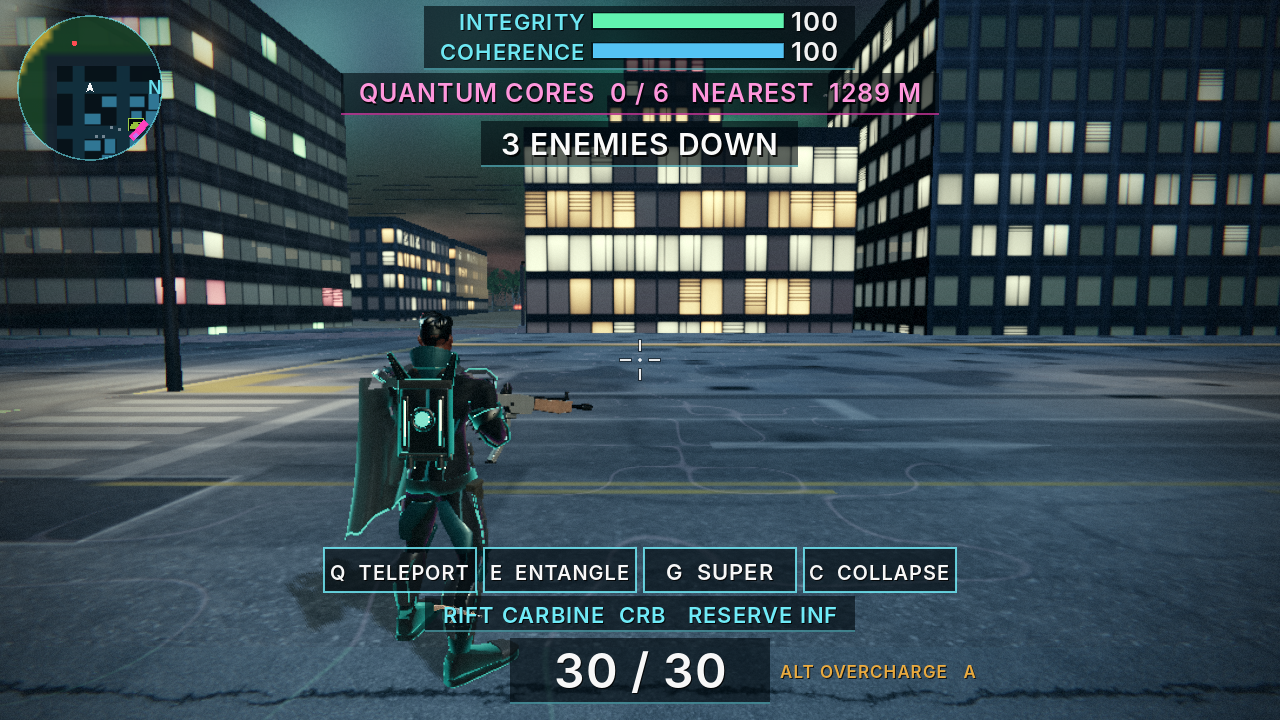 INTEGRITY 100
COHERENCE 100
N
QUANTUM CORES 0 / 6 NEAREST 1289 M
3 ENEMIES DOWN
Q TELEPORT E ENTANGLE G SUPER C COLLAPSE
RIFT CARBINE CRB RESERVE INF
30 / 30 ALT OVERCHARGE A